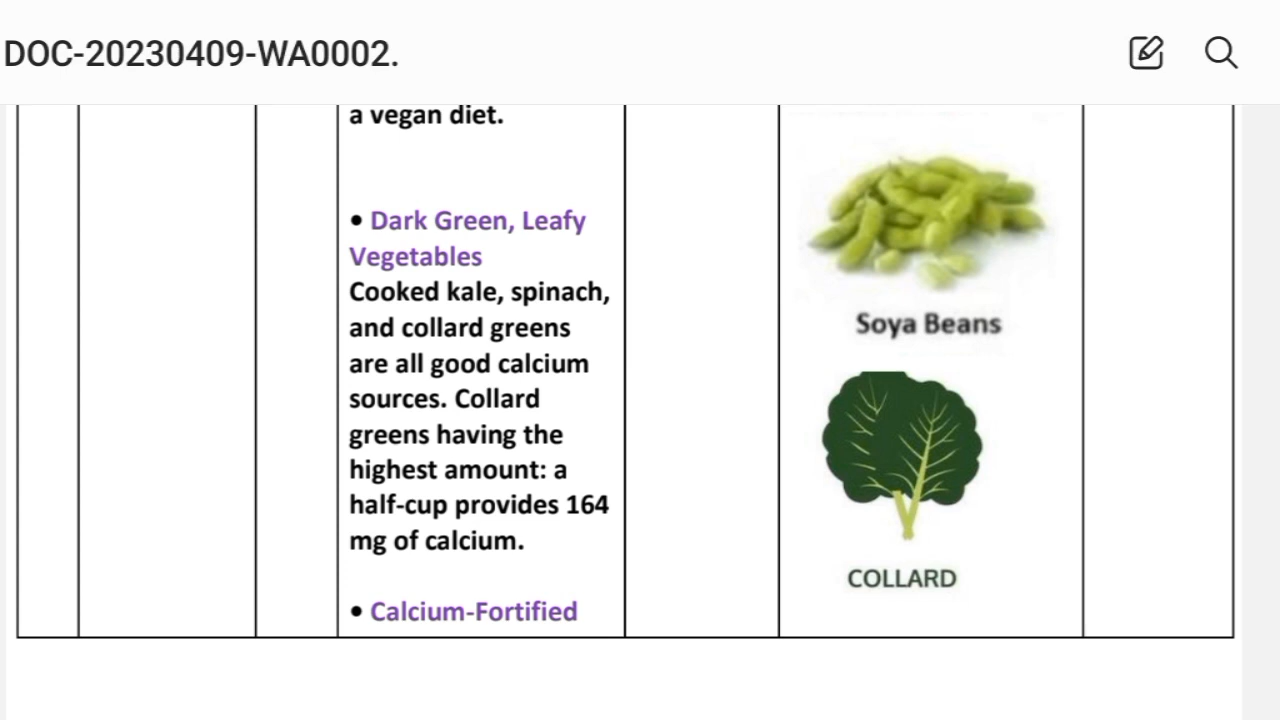 DOC-20230409-WA0002.
a vegan diet.
• Dark Green, Leafy
Vegetables
Cooked kale, spinach,
and collard greens
are all good calcium
sources. Collard
greens having the
highest amount: a
half-cup provides 164
mg of calcium.
• Calcium-Fortified
Soya Beans
COLLARD